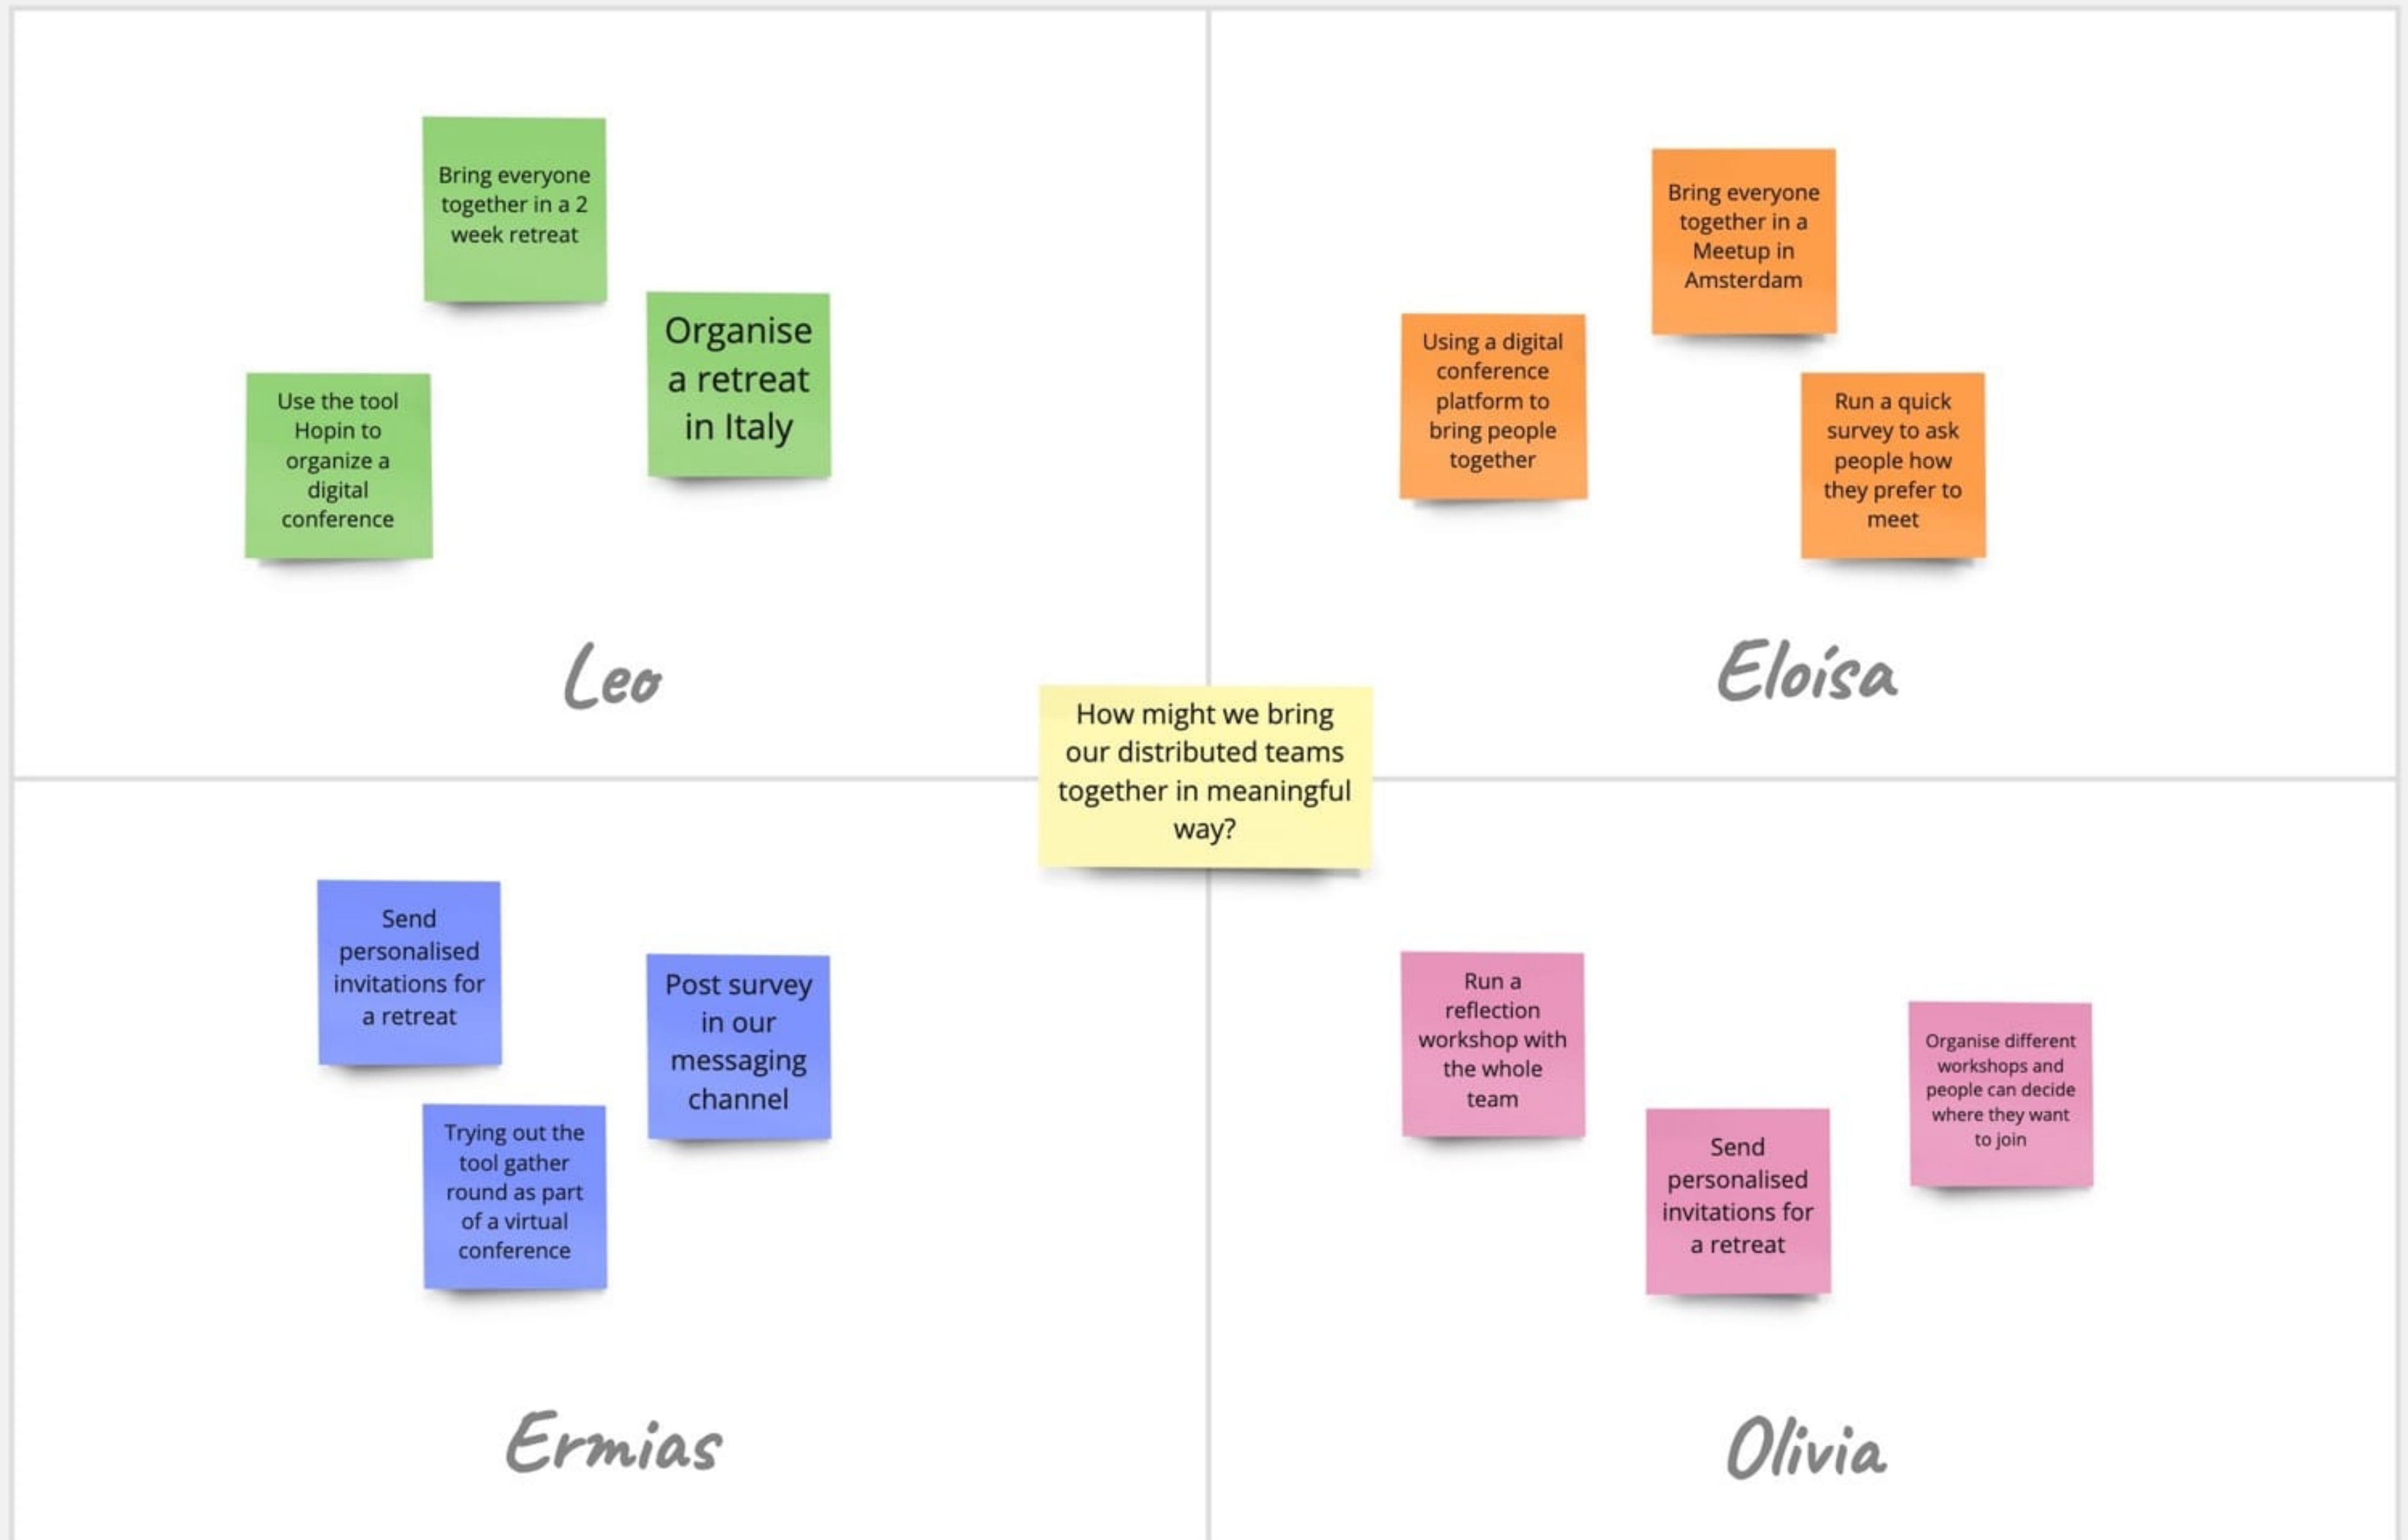 Bring everyone
together in a 2
week retreat
Organise
a retreat
in Italy
Use the tool
Hopin to
organize a
digital
conference
Leo
Bring everyone
together in a
Meetup in
Amsterdam
Using a digital
conference
platform to
bring people
together
Run a quick
survey to ask
people how
they prefer to
meet
Eloísa
How might we bring
our distributed teams
together in meaningful
way?
Send
personalised
invitations for
a retreat
Post survey
in our
messaging
channel
Trying out the
tool gather
round as part
of a virtual
conference
Ermias
Run a
reflection
workshop with
the whole
team
Send
personalised
invitations for
a retreat
Organise different
workshops and
people can decide
where they want
to join
Olivia